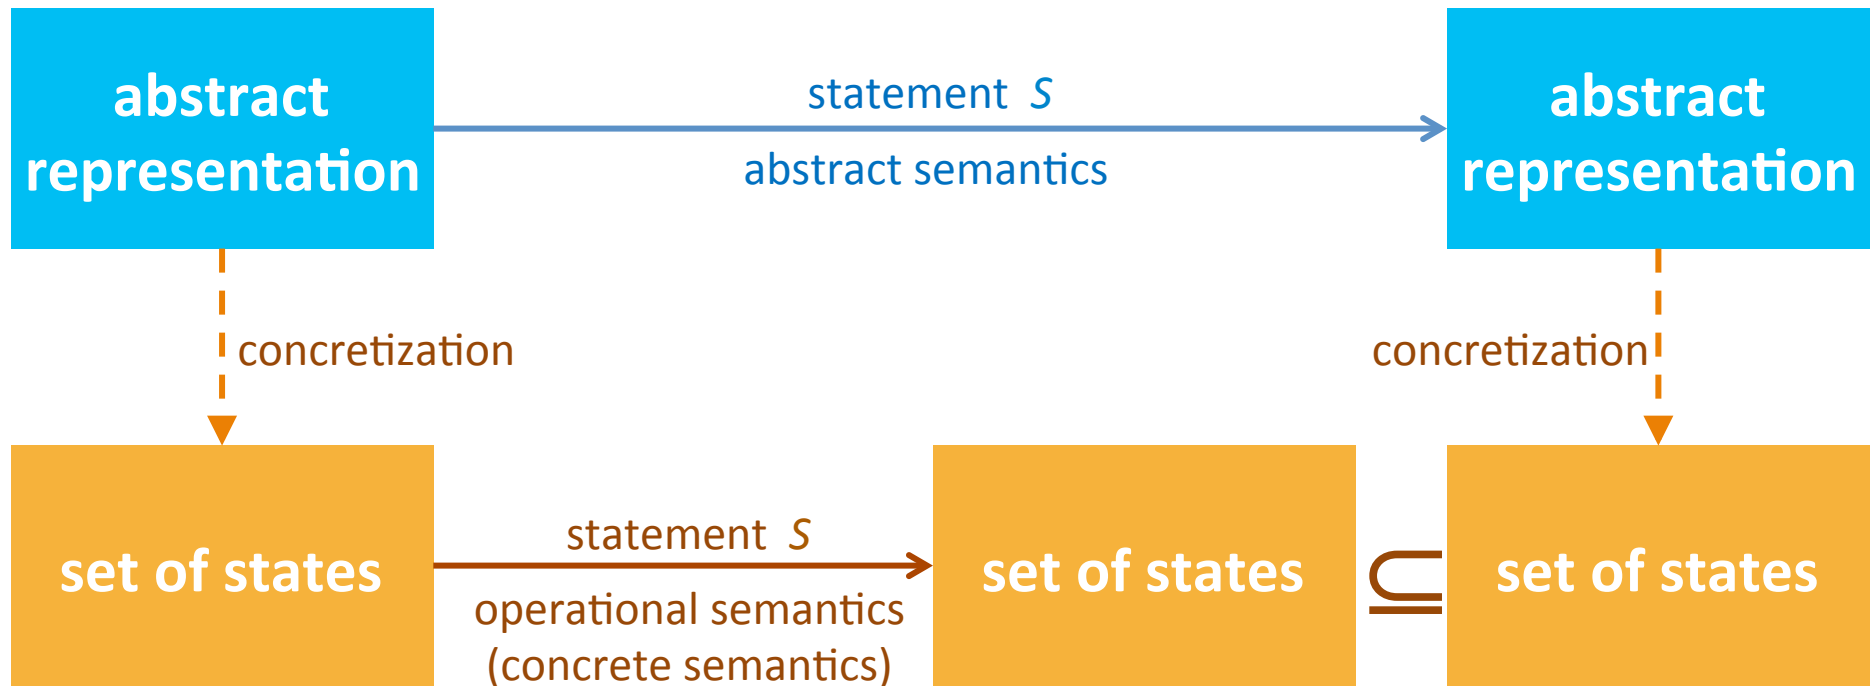 abstract
representation
statement S
abstract semantics
abstract
representation
concretization
concretization
set of states
statement S
operational semantics
(concrete semantics)
set of states
⊆
set of states